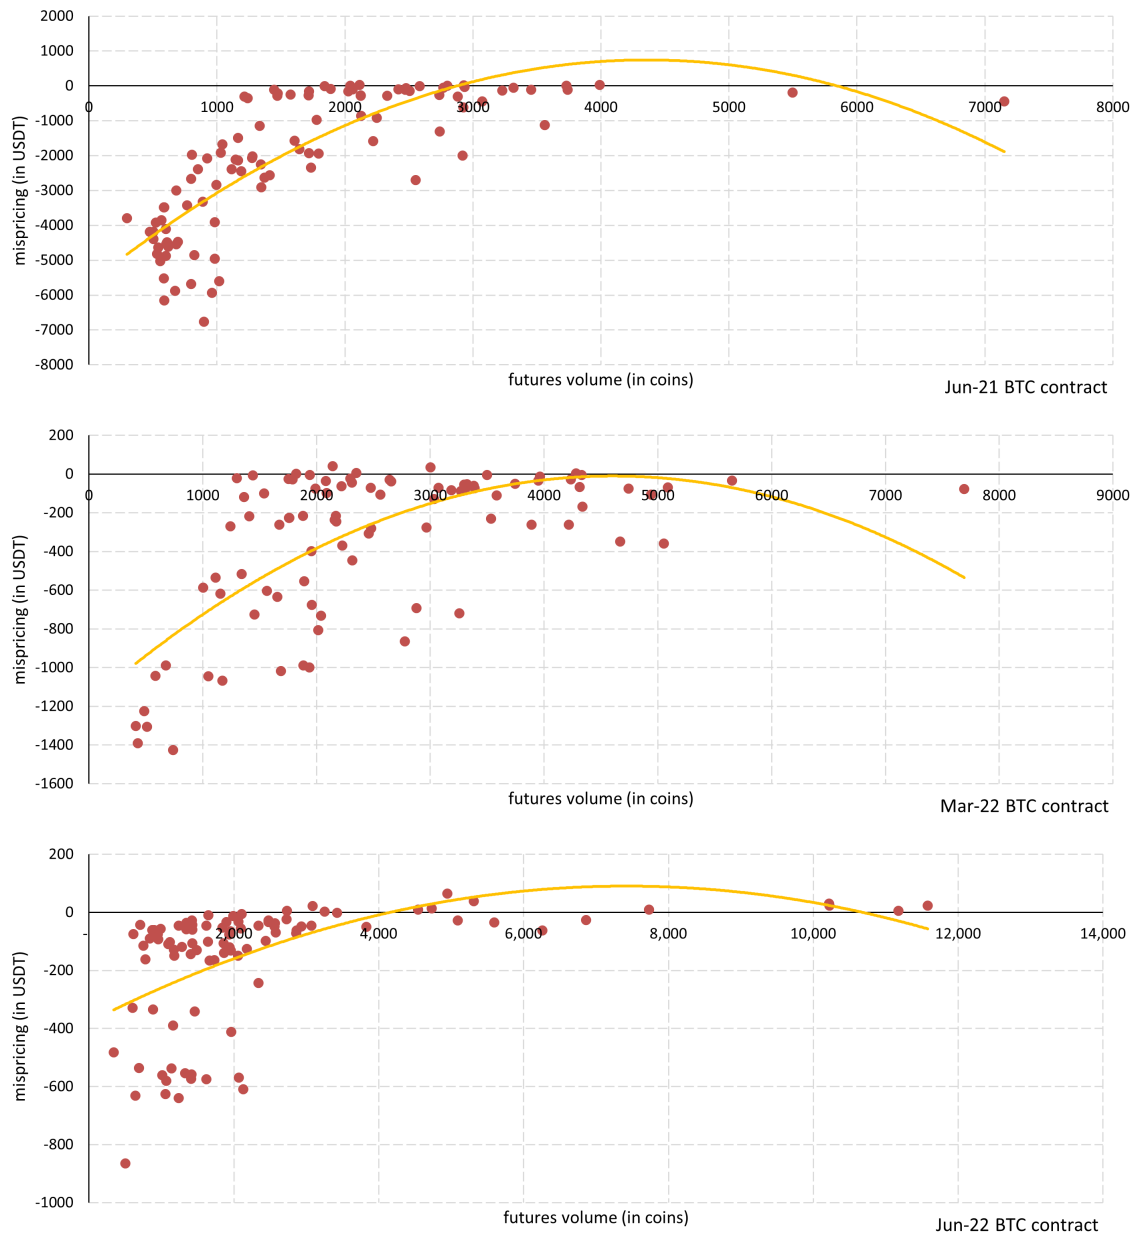 2000
1000
0
0 1000 2000 3000 4000 5000 6000 7000 8000
-1000
-2000
-3000
-4000
-5000
-6000
-7000
-8000
mispricing (in USDT)
futures volume (in coins)
Jun-21 BTC contract
200
0
0 1000 2000 3000 4000 5000 6000 7000 8000 9000
-200
-400
-600
-800
-1000
-1200
-1400
-1600
mispricing (in USDT)
futures volume (in coins)
Mar-22 BTC contract
200
0
- 2,000 4,000 6,000 8,000 10,000 12,000 14,000
-200
-400
-600
-800
-1000
mispricing (in USDT)
futures volume (in coins)
Jun-22 BTC contract